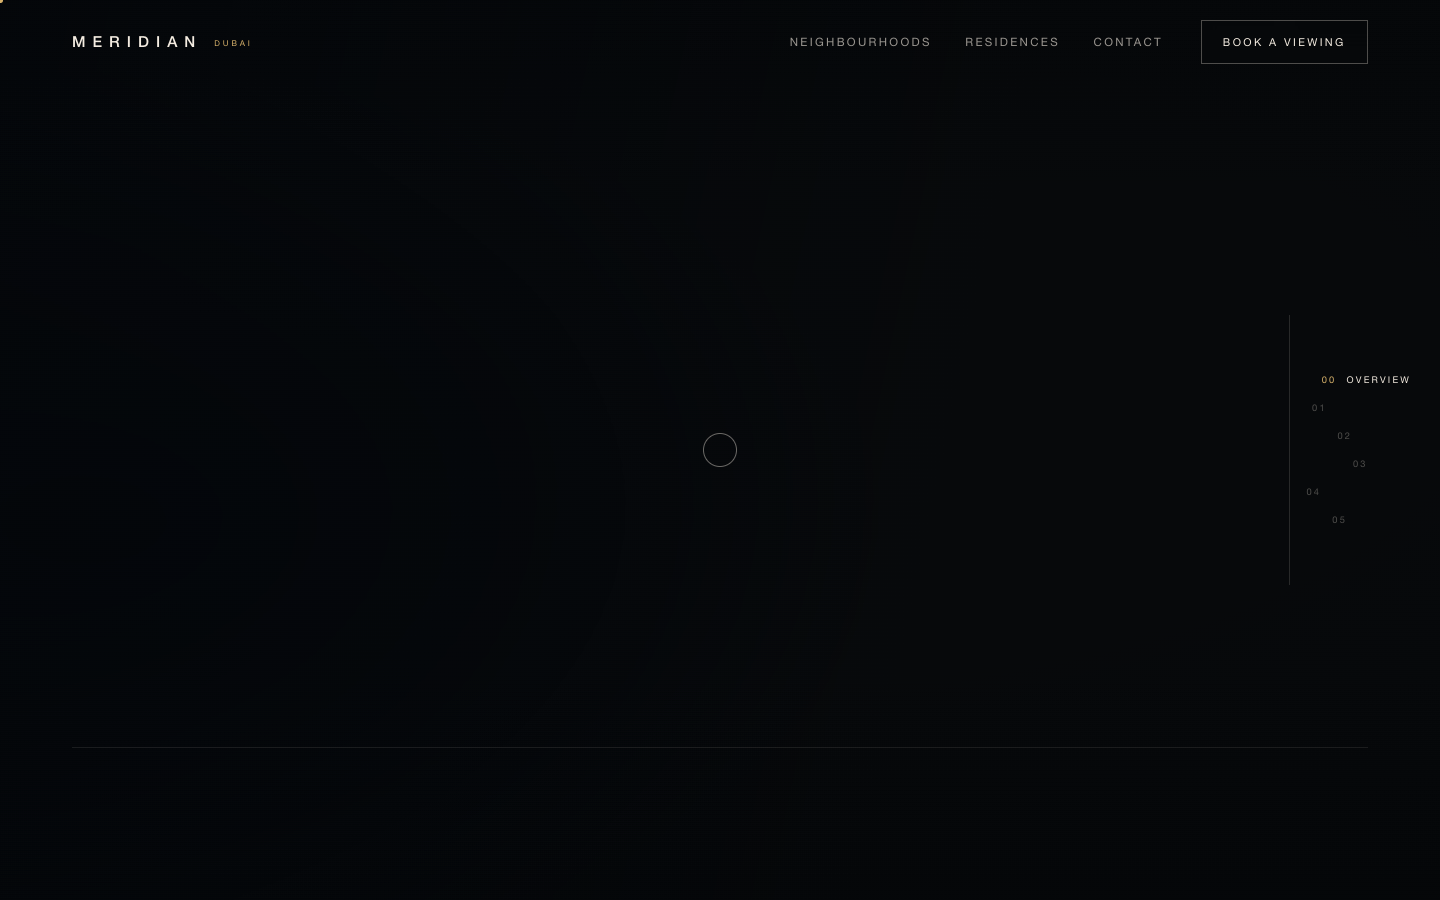 MERIDIAN DUBAI
NEIGHBOURHOODS RESIDENCES CONTACT BOOK A VIEWING
00 OVERVIEW
01
02
03
04
05